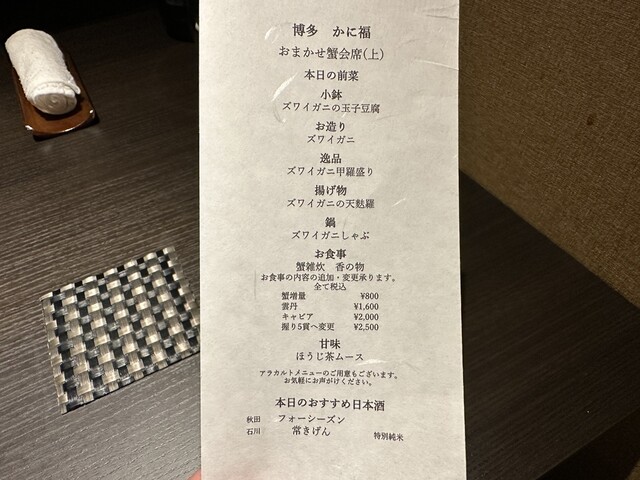 博多 かに福
おまかせ蟹会席(上)
本日の前菜
小鉢
ズワイガニの玉子豆腐
お造り
ズワイガニ
逸品
ズワイガニ甲羅盛り
揚げ物
ズワイガニの天麩羅
鍋
ズワイガニしゃぶ
お食事
蟹雑炊 香の物
お食事の内容の追加・変更承ります。
全て税込
蟹増量 ¥800
雲丹 ¥1,600
キャビア ¥2,000
握り5貫へ変更 ¥2,500
甘味
ほうじ茶ムース
アラカルトメニューのご用意もございます。
お気軽にお声がけください。
本日のおすすめ日本酒
秋田 フォーシーズン
石川 常きげん 特別純米